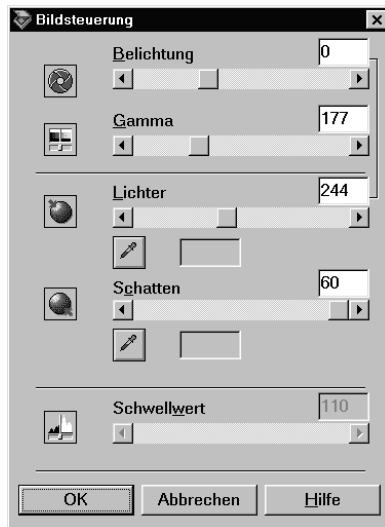 Bildsteuerung
Belichtung 0
Gamma 177
Lichter 244
Schatten 60
Schwellwert 110
OK Abbrechen Hilfe